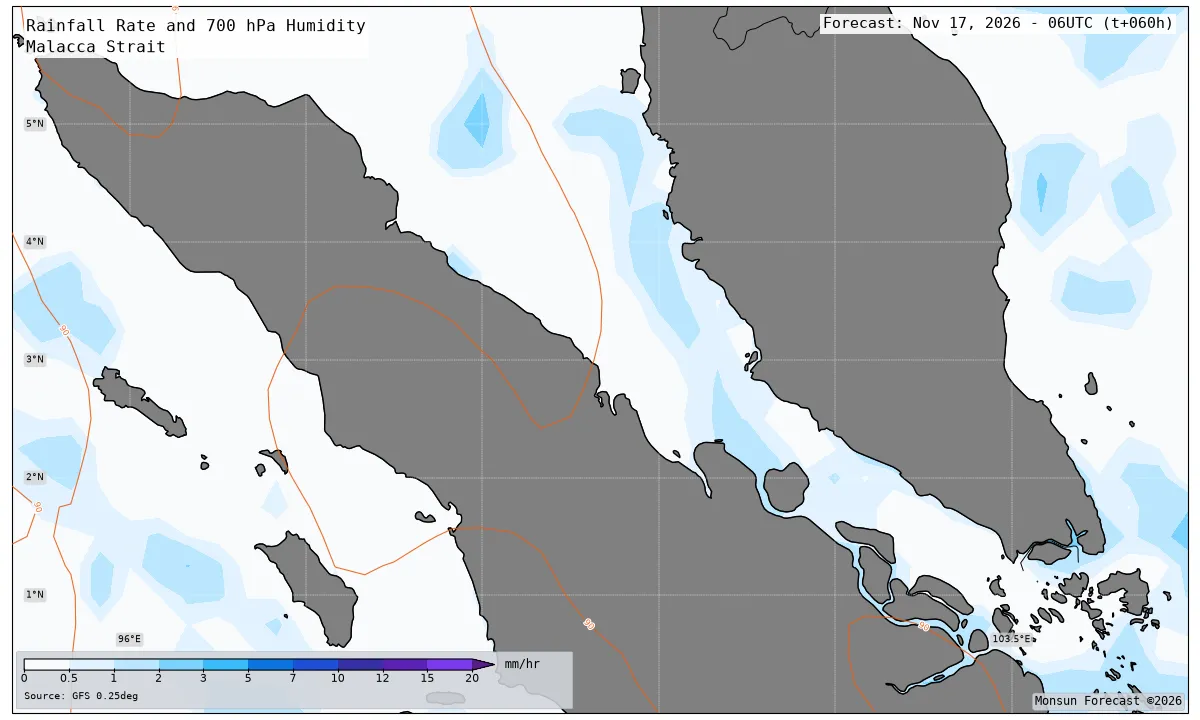 Rainfall Rate and 700 hPa Humidity
Malacca Strait
Forecast: Nov 17, 2026 - 06UTC (t+060h)
5°N
4°N
3°N
2°N
1°N
90
90
90
90
96°E
103.5°E
0 0.5 1 2 3 5 7 10 12 15 20 mm/hr
Source: GFS 0.25deg
Monsun Forecast ©2026